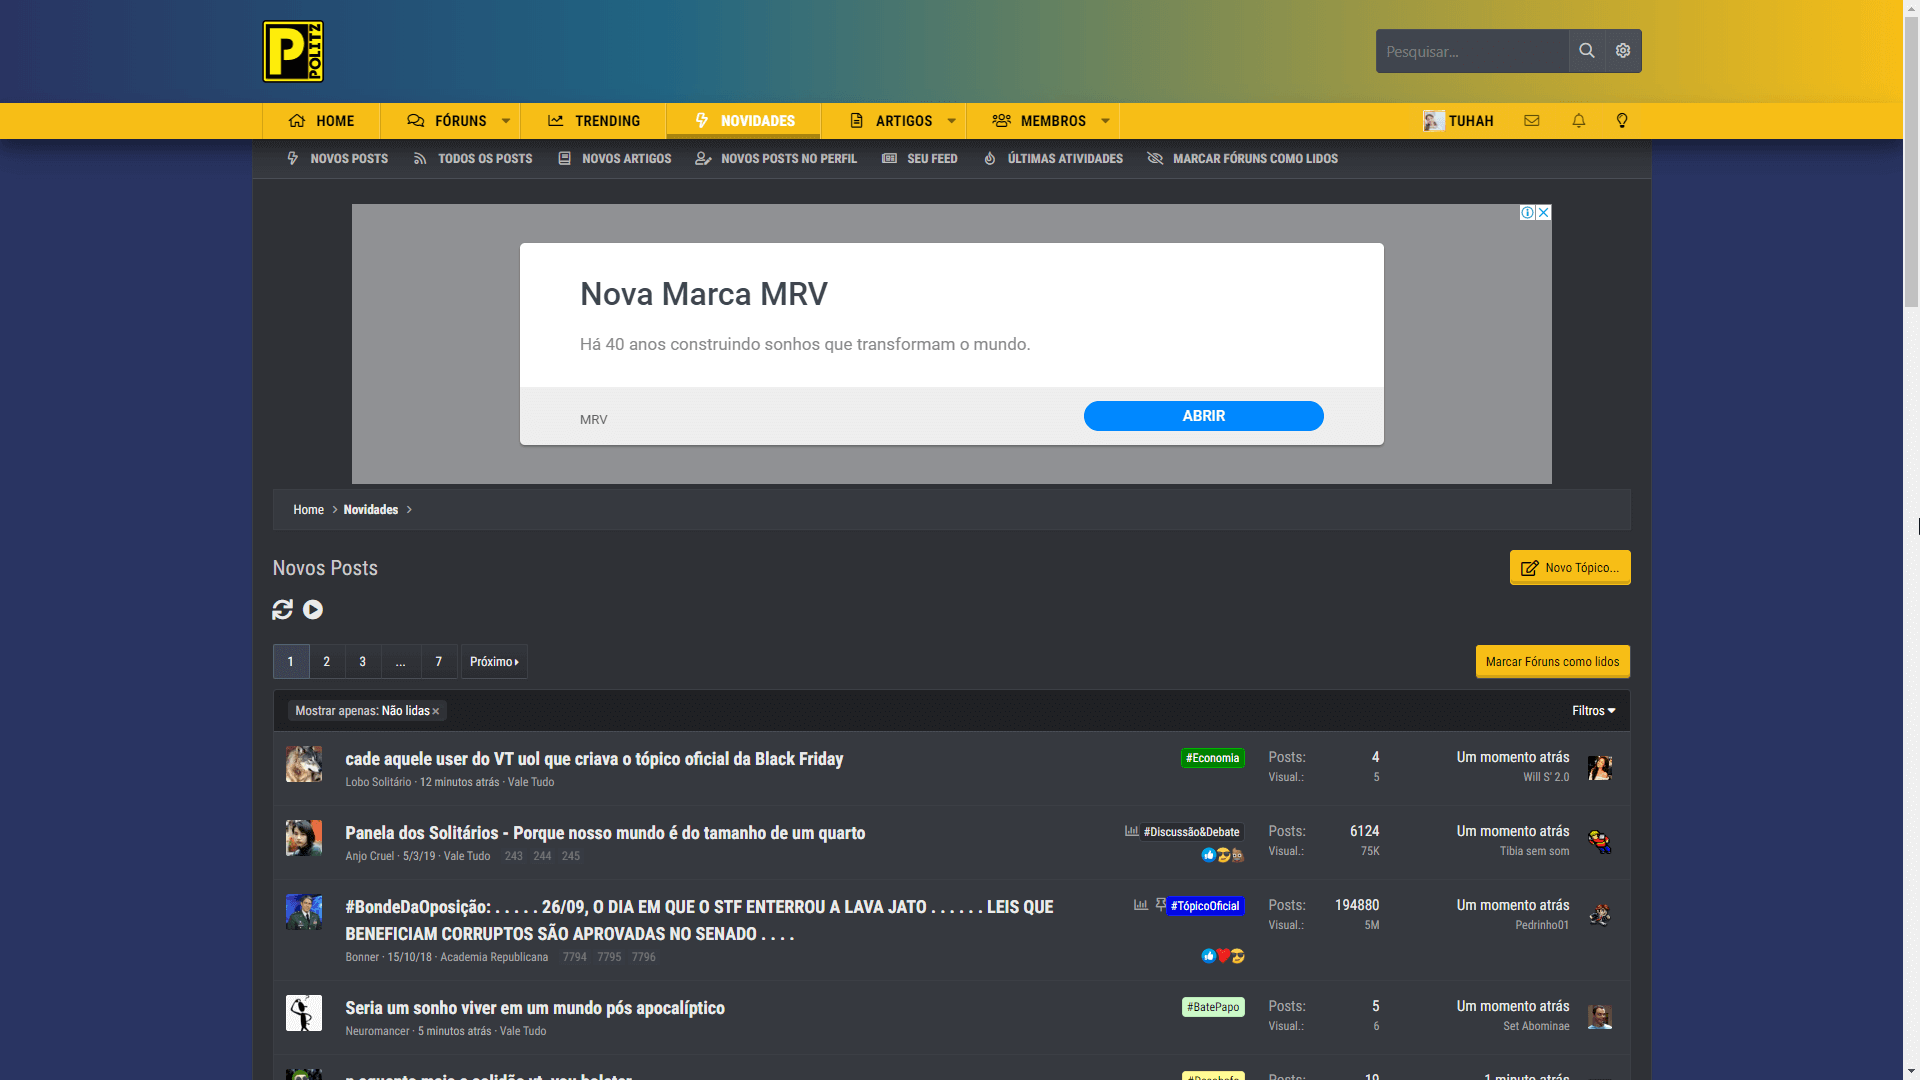 P POLITZ
Pesquisar...
HOME FÓRUNS TRENDING NOVIDADES ARTIGOS MEMBROS TUHAH
NOVOS POSTS TODOS OS POSTS NOVOS ARTIGOS NOVOS POSTS NO PERFIL SEU FEED ÚLTIMAS ATIVIDADES MARCAR FÓRUNS COMO LIDOS
Nova Marca MRV
Há 40 anos construindo sonhos que transformam o mundo.
MRV ABRIR
Home Novidades
Novos Posts Novo Tópico...
1 2 3 ... 7 Próximo Marcar Fóruns como lidos
Mostrar apenas: Não lidas Filtros
cade aquele user do VT uol que criava o tópico oficial da Black Friday #Economia Posts: 4 Um momento atrás
Lobo Solitário · 12 minutos atrás · Vale Tudo Visual.: 5 Will S' 2.0
Panela dos Solitários - Porque nosso mundo é do tamanho de um quarto #Discussão&Debate Posts: 6124 Um momento atrás
Anjo Cruel · 5/3/19 · Vale Tudo 243 244 245 Visual.: 75K Tibia sem som
#BondeDaOposição: . . . . . 26/09, O DIA EM QUE O STF ENTERROU A LAVA JATO . . . . . . LEIS QUE #TópicoOficial Posts: 194880 Um momento atrás
BENEFICIAM CORRUPTOS SÃO APROVADAS NO SENADO . . . . Visual.: 5M Pedrinho01
Bonner · 15/10/18 · Academia Republicana 7794 7795 7796
Seria um sonho viver em um mundo pós apocalíptico #BatePapo Posts: 5 Um momento atrás
Neuromancer · 5 minutos atrás · Vale Tudo Visual.: 6 Set Abominae
Posts: 19 1 minuto atrás